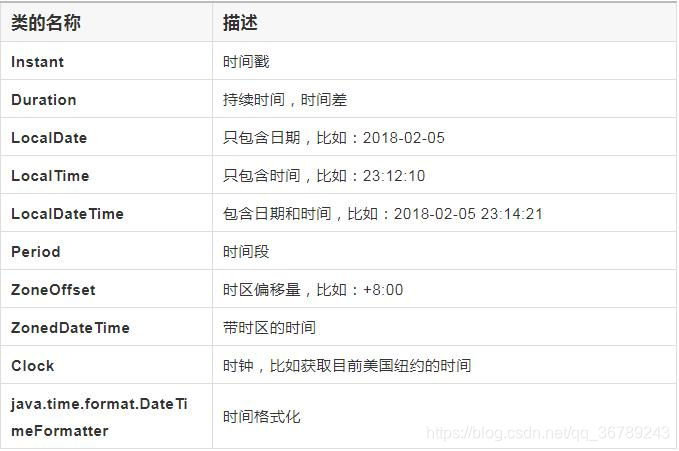 类的名称 描述
Instant 时间戳
Duration 持续时间，时间差
LocalDate 只包含日期，比如：2018-02-05
LocalTime 只包含时间，比如：23:12:10
LocalDateTime 包含日期和时间，比如：2018-02-05 23:14:21
Period 时间段
ZoneOffset 时区偏移量，比如：+8:00
ZonedDateTime 带时区的时间
Clock 时钟，比如获取目前美国纽约的时间
java.time.format.DateTi
meFormatter
时间格式化
https://blog.csdn.net/qq_36789243